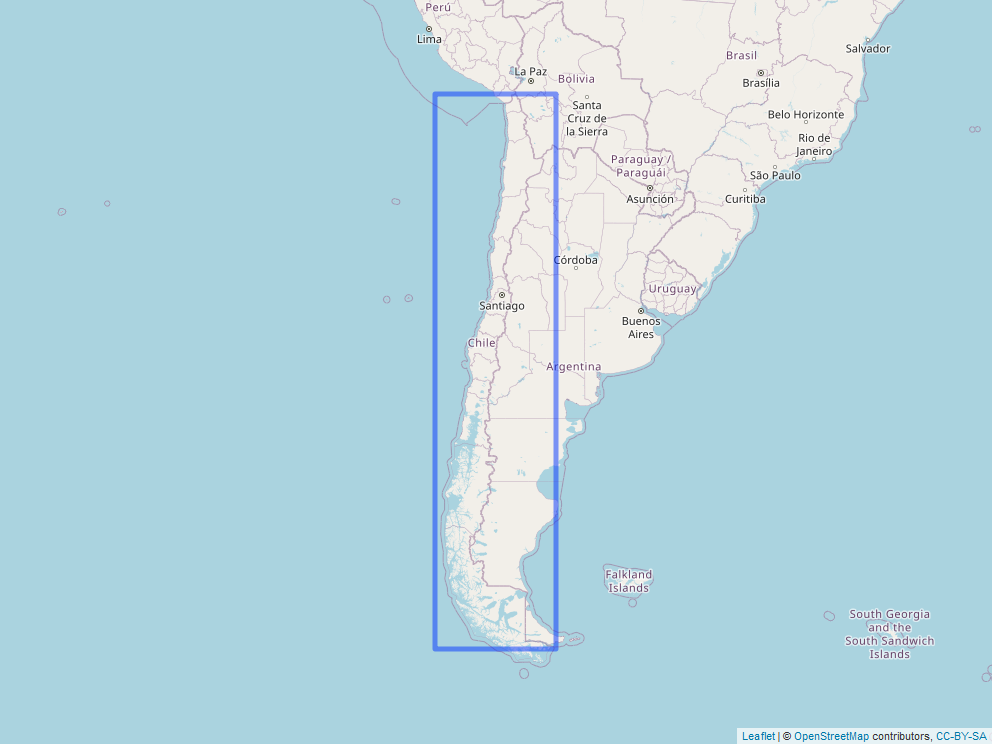 Perú
Lima
Salvador
Brasil
La Paz
Bolivia
Brasília
Santa
Cruz de
la Sierra
Belo Horizonte
Rio de
Janeiro
Paraguay /
Paraguái
São Paulo
Asunción
Curitiba
Córdoba
Uruguay
Santiago
Buenos
Aires
Chile
Argentina
Falkland
Islands
South Georgia
and the
South Sandwich
Islands
Leaflet | © OpenStreetMap contributors, CC-BY-SA